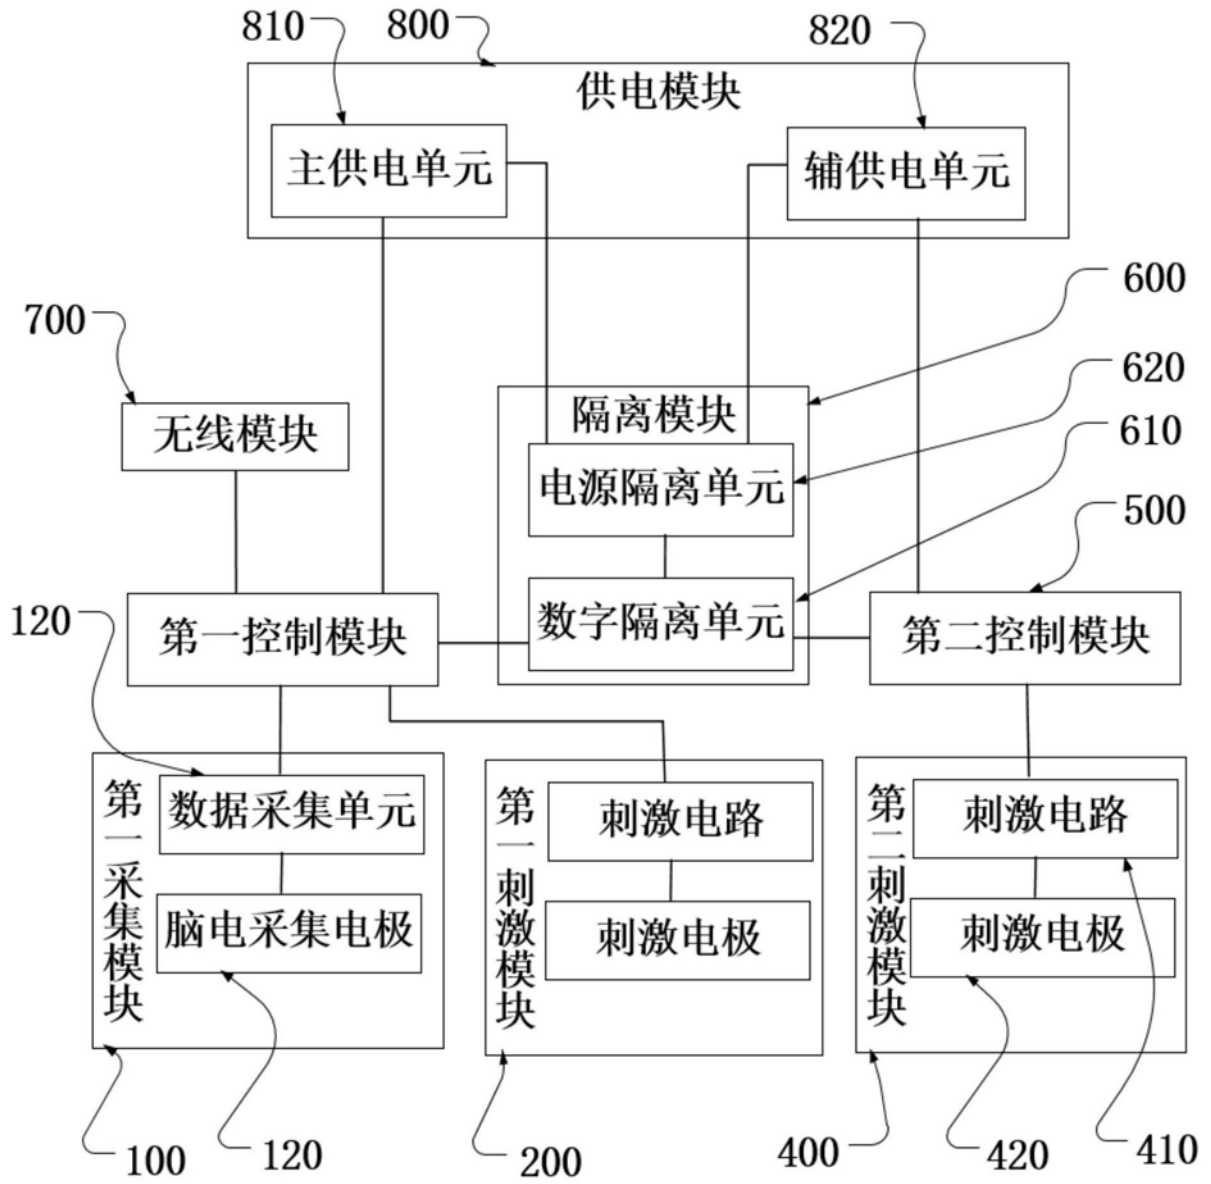 810
800
820
供电模块
主供电单元
辅供电单元
600
700
620
隔离模块
610
无线模块
电源隔离单元
500
120
第一控制模块
数字隔离单元
第二控制模块
第一采集模块
数据采集单元
脑电采集电极
第一刺激模块
刺激电路
刺激电极
第二刺激模块
刺激电路
刺激电极
100
120
200
400
420
410